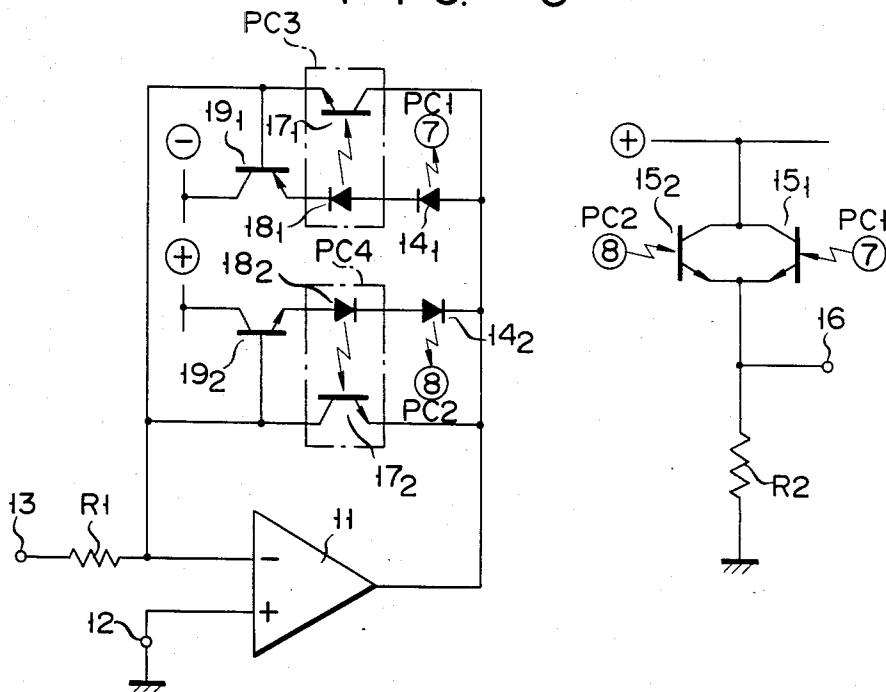 PC3
19₁
17₁
PC1
7
−
18₁
14₁
+
18₂
PC4
19₂
14₂
8
PC2
17₂
13
R1
11
−
+
12
+
15₂
15₁
PC2
8
PC1
7
16
R2